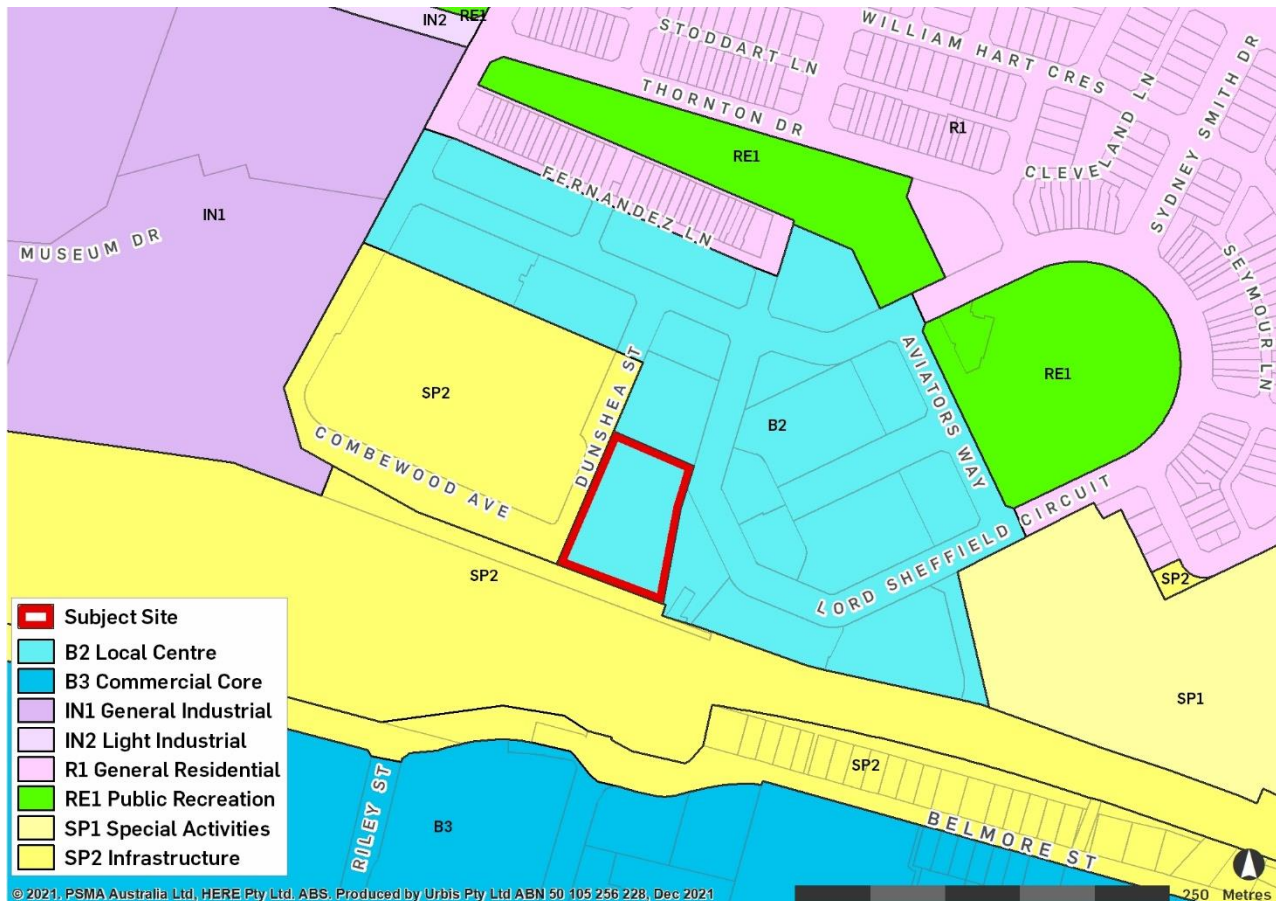 IN2
RE1
STODDART LN
WILLIAM HART CRES
THORNTON DR
CLEVELAND LN
SYDNEY SMITH DR
R1
RE1
CLEVELAND LN
FERNANDEZ LN
IN1
MUSEUM DR
SEYMOUR LN
AVIATORS WAY
DUNSHEA ST
RE1
SP2
B2
COMBEWOOD AVE
LORD SHEFFIELD CIRCUIT
SP2
SP2
Subject Site
B2 Local Centre
B3 Commercial Core
IN1 General Industrial
IN2 Light Industrial
R1 General Residential
RE1 Public Recreation
SP1 Special Activities
SP2 Infrastructure
SP1
SP2
RILEY ST
B3
BELMORE ST
© 2021. PSMA Australia Ltd, HERE Pty Ltd. ABS. Produced by Urbis Pty Ltd ABN 50 105 256 228, Dec 2021
250 Metres